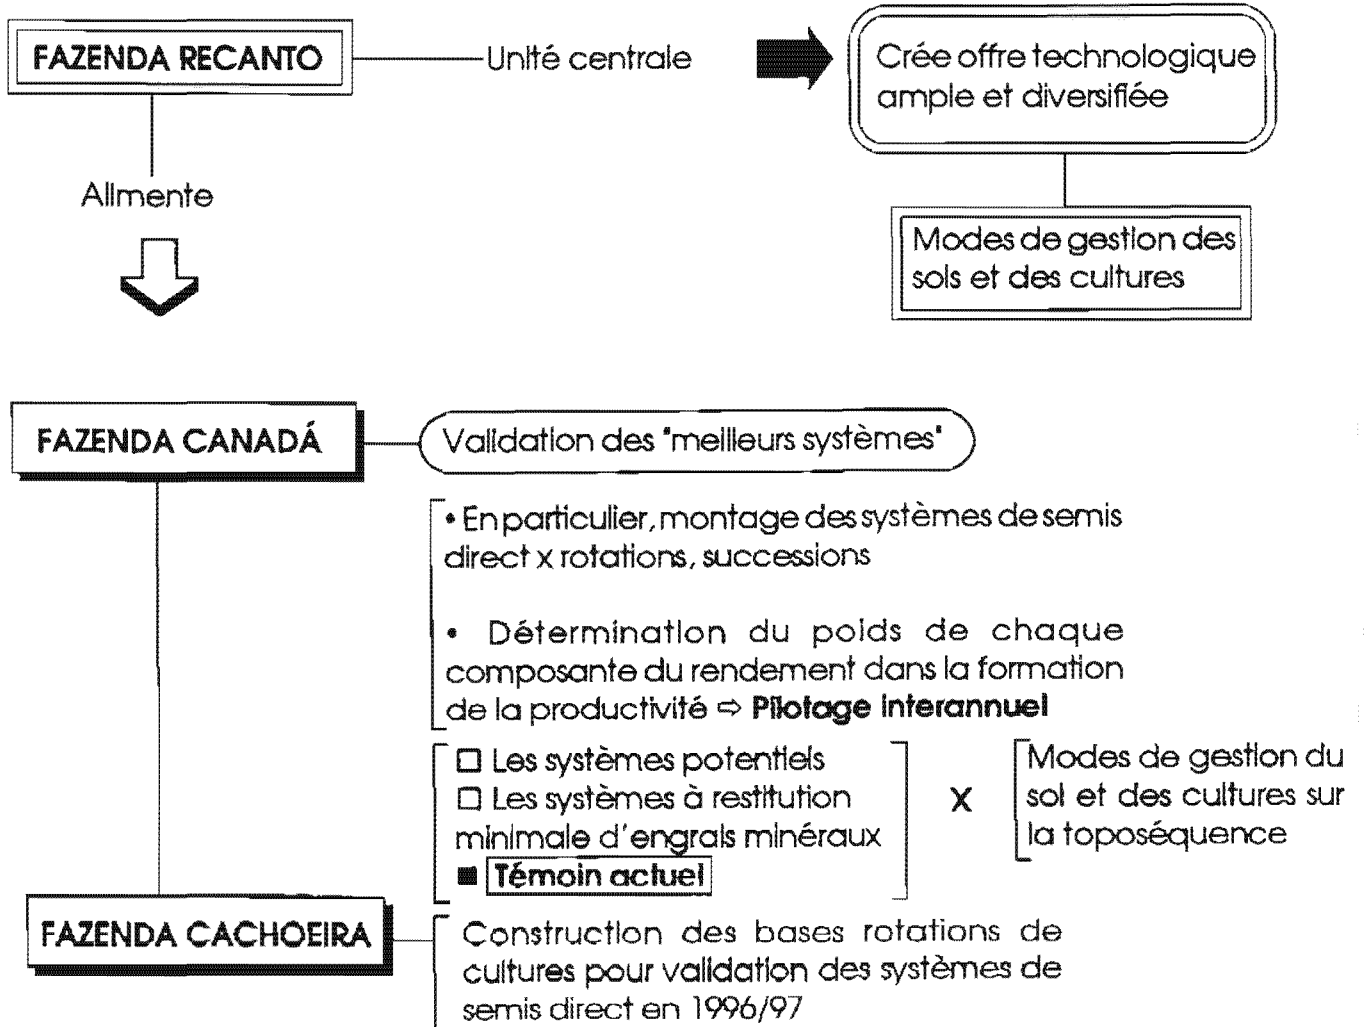 FAZENDA RECANTO
Unité centrale
Crée offre technologique
ample et diversifiée
Alimente
Modes de gestion des
sols et des cultures
FAZENDA CANADÁ
Validation des "meilleurs systèmes"
• En particulier, montage des systèmes de semis
direct x rotations, successions
• Détermination du poids de chaque
composante du rendement dans la formation
de la productivité ⇨ Pilotage interannuel
□ Les systèmes potentiels
□ Les systèmes à restitution
minimale d'engrais minéraux
■ Témoin actuel
X
Modes de gestion du
sol et des cultures sur
la toposéquence
FAZENDA CACHOEIRA
Construction des bases rotations de
cultures pour validation des systèmes de
semis direct en 1996/97